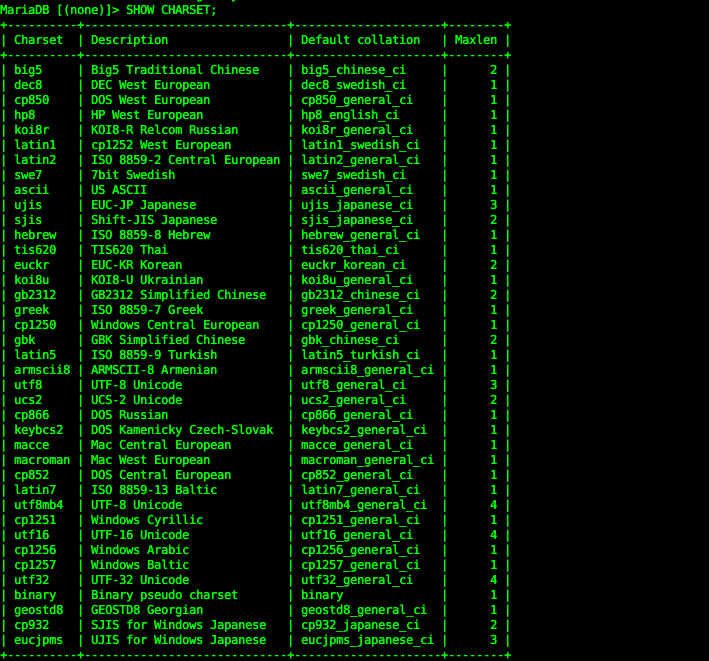 MariaDB [(none)]> SHOW CHARSET;
+----------+-----------------------------+---------------------+--------+
| Charset  | Description                 | Default collation   | Maxlen |
+----------+-----------------------------+---------------------+--------+
| big5     | Big5 Traditional Chinese    | big5_chinese_ci     |      2 |
| dec8     | DEC West European           | dec8_swedish_ci     |      1 |
| cp850    | DOS West European           | cp850_general_ci    |      1 |
| hp8      | HP West European            | hp8_english_ci      |      1 |
| koi8r    | KOI8-R Relcom Russian       | koi8r_general_ci    |      1 |
| latin1   | cp1252 West European        | latin1_swedish_ci   |      1 |
| latin2   | ISO 8859-2 Central European | latin2_general_ci   |      1 |
| swe7     | 7bit Swedish                | swe7_swedish_ci     |      1 |
| ascii    | US ASCII                    | ascii_general_ci    |      1 |
| ujis     | EUC-JP Japanese             | ujis_japanese_ci    |      3 |
| sjis     | Shift-JIS Japanese          | sjis_japanese_ci    |      2 |
| hebrew   | ISO 8859-8 Hebrew           | hebrew_general_ci   |      1 |
| tis620   | TIS620 Thai                 | tis620_thai_ci      |      1 |
| euckr    | EUC-KR Korean               | euckr_korean_ci     |      2 |
| koi8u    | KOI8-U Ukrainian            | koi8u_general_ci    |      1 |
| gb2312   | GB2312 Simplified Chinese   | gb2312_chinese_ci   |      2 |
| greek    | ISO 8859-7 Greek            | greek_general_ci    |      1 |
| cp1250   | Windows Central European    | cp1250_general_ci   |      1 |
| gbk      | GBK Simplified Chinese      | gbk_chinese_ci      |      2 |
| latin5   | ISO 8859-9 Turkish          | latin5_turkish_ci   |      1 |
| armscii8 | ARMSCII-8 Armenian          | armscii8_general_ci |      1 |
| utf8     | UTF-8 Unicode               | utf8_general_ci     |      3 |
| ucs2     | UCS-2 Unicode               | ucs2_general_ci     |      2 |
| cp866    | DOS Russian                 | cp866_general_ci    |      1 |
| keybcs2  | DOS Kamenicky Czech-Slovak  | keybcs2_general_ci  |      1 |
| macce    | Mac Central European        | macce_general_ci    |      1 |
| macroman | Mac West European           | macroman_general_ci |      1 |
| cp852    | DOS Central European        | cp852_general_ci    |      1 |
| latin7   | ISO 8859-13 Baltic          | latin7_general_ci   |      1 |
| utf8mb4  | UTF-8 Unicode               | utf8mb4_general_ci  |      4 |
| cp1251   | Windows Cyrillic            | cp1251_general_ci   |      1 |
| utf16    | UTF-16 Unicode              | utf16_general_ci    |      4 |
| cp1256   | Windows Arabic              | cp1256_general_ci   |      1 |
| cp1257   | Windows Baltic              | cp1257_general_ci   |      1 |
| utf32    | UTF-32 Unicode              | utf32_general_ci    |      4 |
| binary   | Binary pseudo charset       | binary              |      1 |
| geostd8  | GEOSTD8 Georgian            | geostd8_general_ci  |      1 |
| cp932    | SJIS for Windows Japanese   | cp932_japanese_ci   |      2 |
| eucjpms  | UJIS for Windows Japanese   | eucjpms_japanese_ci |      3 |
+----------+-----------------------------+---------------------+--------+